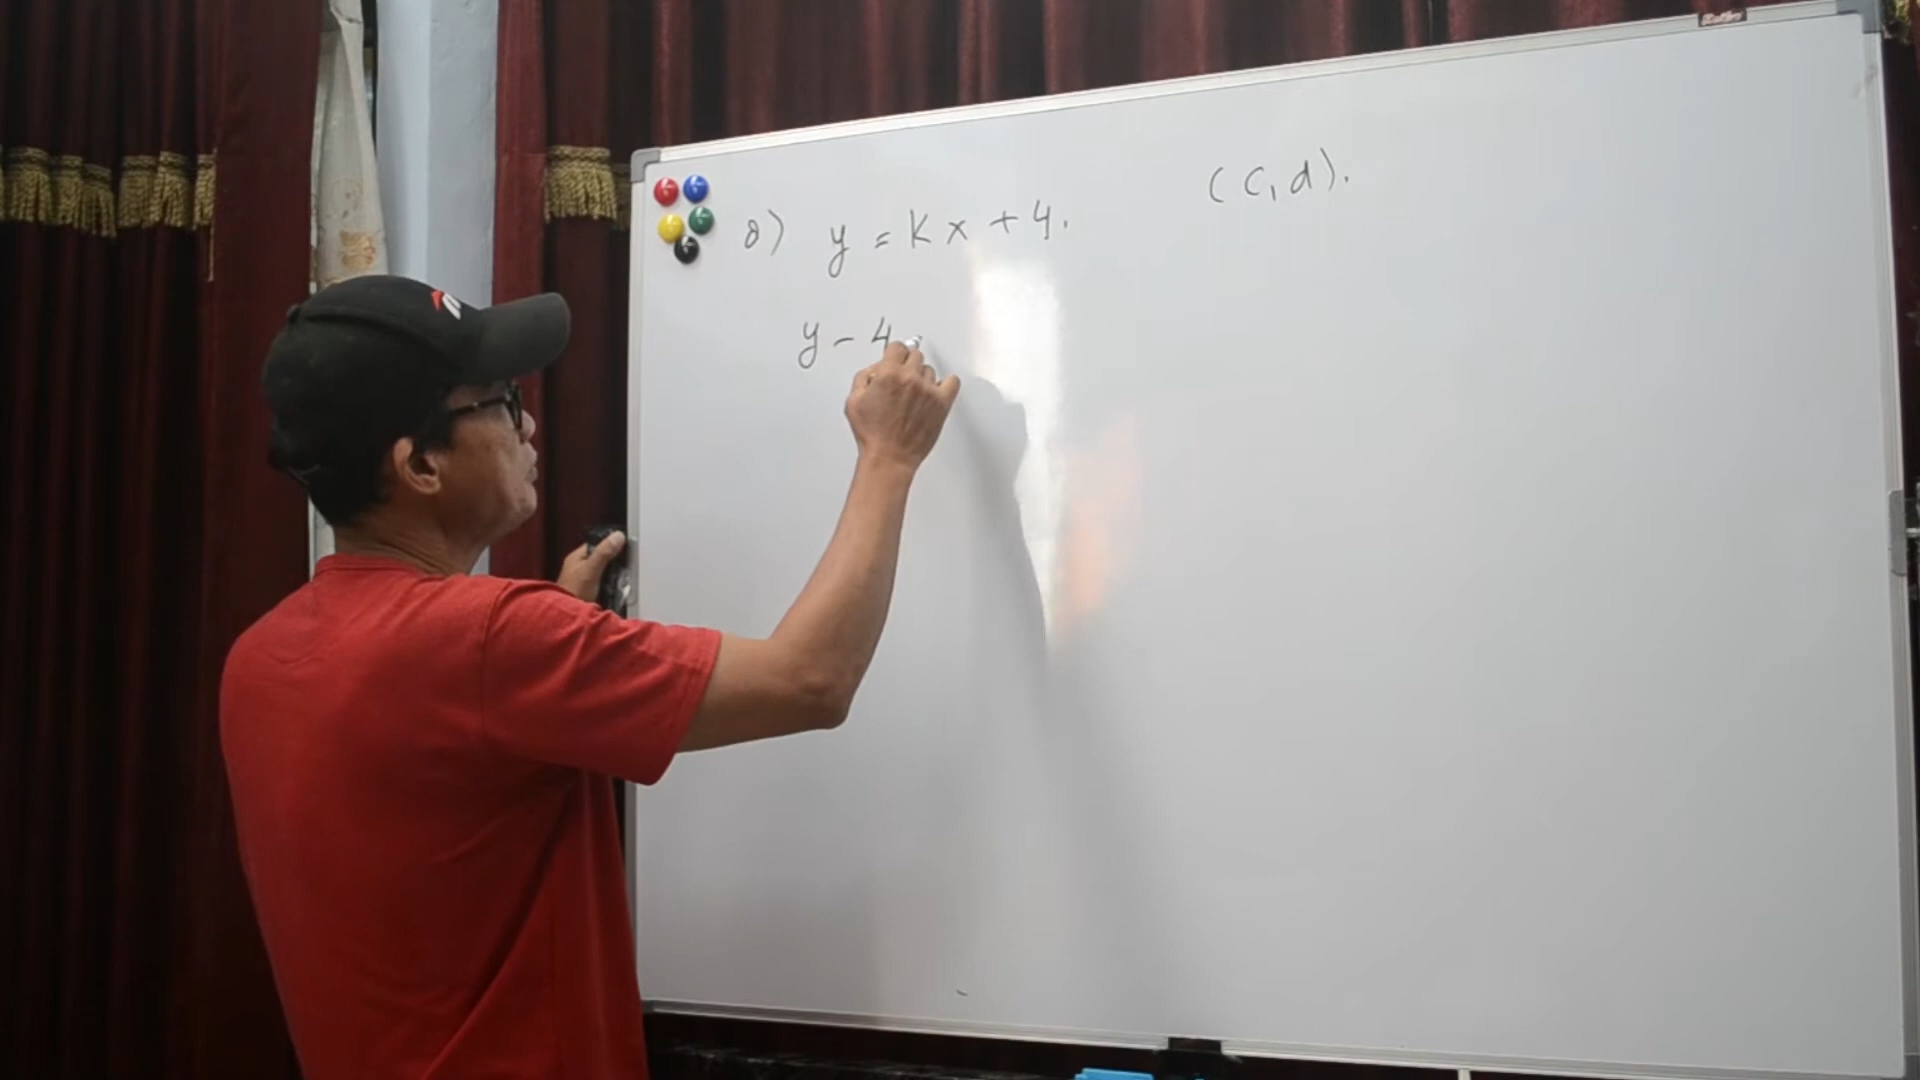 8) y = kx + 4.
(c, d).
y - 4